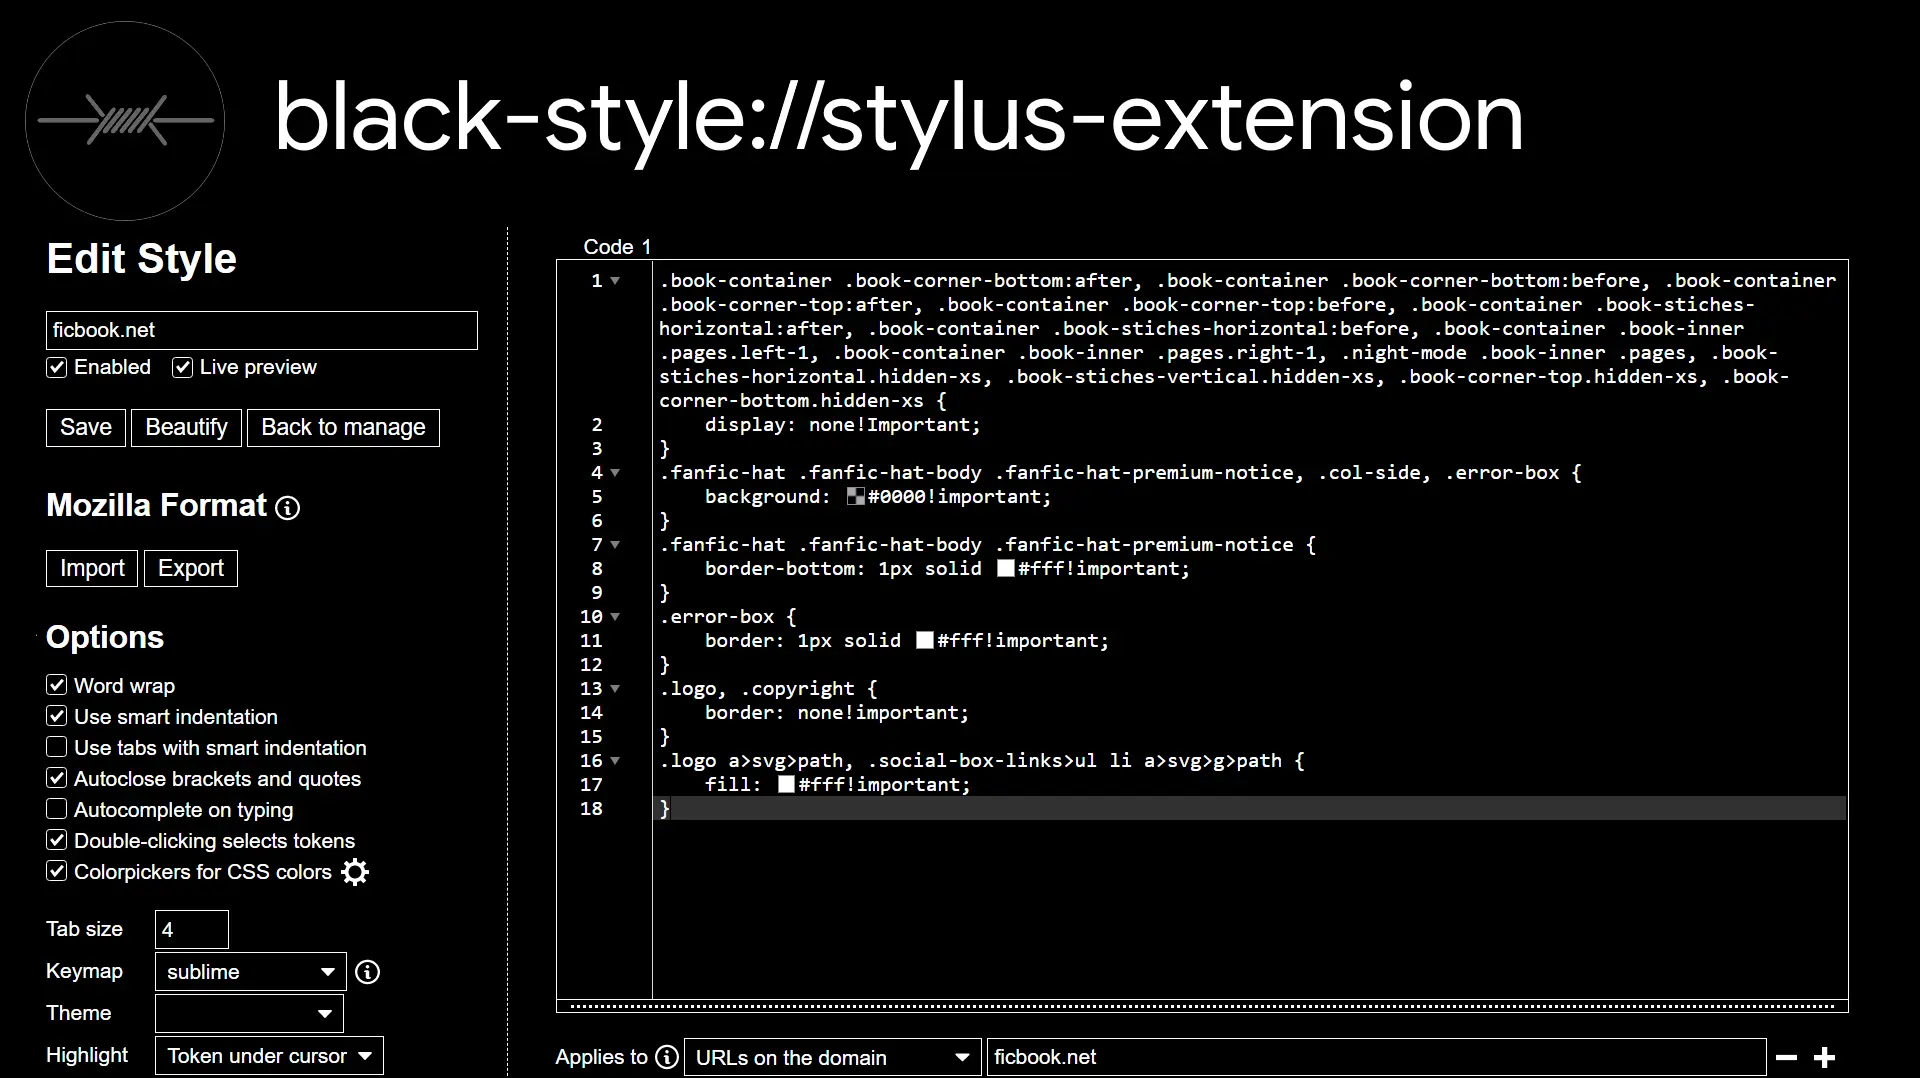 black-style://stylus-extension
Edit Style
ficbook.net
Enabled Live preview
Save Beautify Back to manage
Mozilla Format
Import Export
Options
Word wrap
Use smart indentation
Use tabs with smart indentation
Autoclose brackets and quotes
Autocomplete on typing
Double-clicking selects tokens
Colorpickers for CSS colors
Tab size 4
Keymap sublime
Theme
Highlight Token under cursor
Code 1
1 .book-container .book-corner-bottom:after, .book-container .book-corner-bottom:before, .book-container
.book-corner-top:after, .book-container .book-corner-top:before, .book-container .book-stiches-
horizontal:after, .book-container .book-stiches-horizontal:before, .book-container .book-inner
.pages.left-1, .book-container .book-inner .pages.right-1, .night-mode .book-inner .pages, .book-
stiches-horizontal.hidden-xs, .book-stiches-vertical.hidden-xs, .book-corner-top.hidden-xs, .book-
corner-bottom.hidden-xs {
2 display: none!Important;
3 }
4 .fanfic-hat .fanfic-hat-body .fanfic-hat-premium-notice, .col-side, .error-box {
5 background: #0000!important;
6 }
7 .fanfic-hat .fanfic-hat-body .fanfic-hat-premium-notice {
8 border-bottom: 1px solid #fff!important;
9 }
10 .error-box {
11 border: 1px solid #fff!important;
12 }
13 .logo, .copyright {
14 border: none!important;
15 }
16 .logo a>svg>path, .social-box-links>ul li a>svg>g>path {
17 fill: #fff!important;
18 }
Applies to URLs on the domain ficbook.net